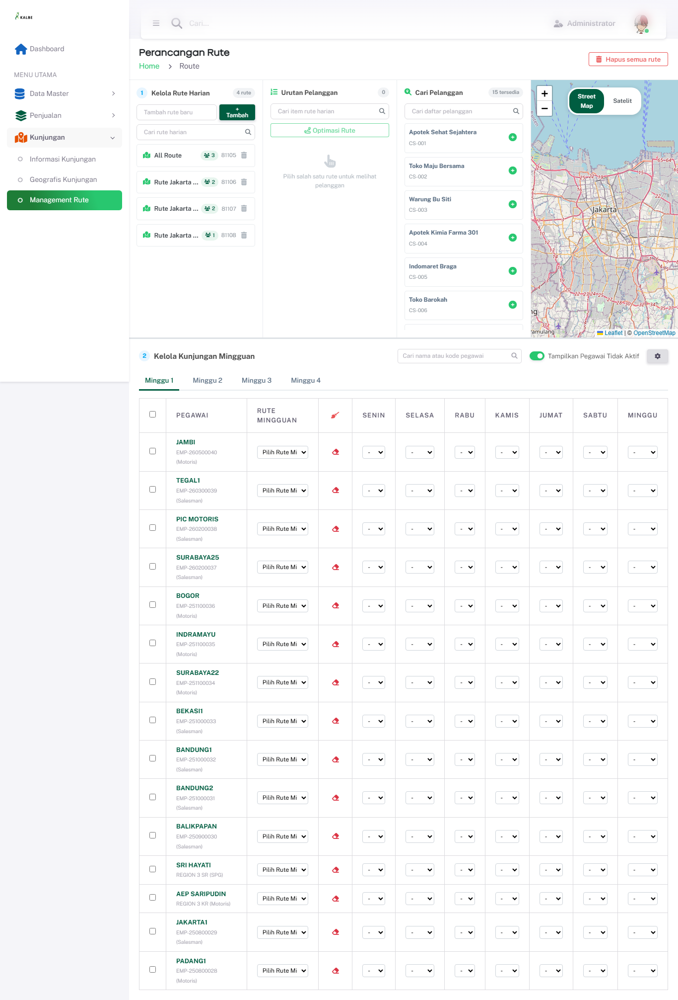 KALBE
Cari...
Administrator
Dashboard
MENU UTAMA
Data Master
Penjualan
Kunjungan
Informasi Kunjungan
Geografis Kunjungan
Management Rute
Perancangan Rute
Home > Route
Hapus semua rute
1 Kelola Rute Harian 4 rute
Tambah rute baru
+ Tambah
Cari rute harian
All Route 3 81105
Rute Jakarta ... 2 81106
Rute Jakarta ... 2 81107
Rute Jakarta ... 1 81108
Urutan Pelanggan 0
Cari item rute harian
Optimasi Rute
Pilih salah satu rute untuk melihat
pelanggan
Cari Pelanggan 15 tersedia
Cari daftar pelanggan
Apotek Sehat Sejahtera
CS-001
Toko Maju Bersama
CS-002
Warung Bu Siti
CS-003
Apotek Kimia Farma 301
CS-004
Indomaret Braga
CS-005
Toko Barokah
CS-006
+
−
Street
Map
Satelit
Banten
Jakarta
Pamulang
Leaflet | © OpenStreetMap
2 Kelola Kunjungan Mingguan
Cari nama atau kode pegawai
Tampilkan Pegawai Tidak Aktif
Minggu 1 Minggu 2 Minggu 3 Minggu 4
PEGAWAI RUTE MINGGUAN SENIN SELASA RABU KAMIS JUMAT SABTU MINGGU
JAMBI
EMP-260500040
(Motoris)
Pilih Rute Mi - - - - - - -
TEGAL1
EMP-260300039
(Salesman)
Pilih Rute Mi - - - - - - -
PIC MOTORIS
EMP-260200038
(Salesman)
Pilih Rute Mi - - - - - - -
SURABAYA25
EMP-260200037
(Salesman)
Pilih Rute Mi - - - - - - -
BOGOR
EMP-251100036
(Motoris)
Pilih Rute Mi - - - - - - -
INDRAMAYU
EMP-251100035
(Motoris)
Pilih Rute Mi - - - - - - -
SURABAYA22
EMP-251100034
(Motoris)
Pilih Rute Mi - - - - - - -
BEKASI1
EMP-251000033
(Salesman)
Pilih Rute Mi - - - - - - -
BANDUNG1
EMP-251000032
(Salesman)
Pilih Rute Mi - - - - - - -
BANDUNG2
EMP-251000031
(Salesman)
Pilih Rute Mi - - - - - - -
BALIKPAPAN
EMP-250900030
(Salesman)
Pilih Rute Mi - - - - - - -
SRI HAYATI
REGION 3 SR (SPG)
Pilih Rute Mi - - - - - - -
AEP SARIPUDIN
REGION 3 KR (Motoris)
Pilih Rute Mi - - - - - - -
JAKARTA1
EMP-250800029
(Salesman)
Pilih Rute Mi - - - - - - -
PADANG1
EMP-250800028
(Motoris)
Pilih Rute Mi - - - - - - -